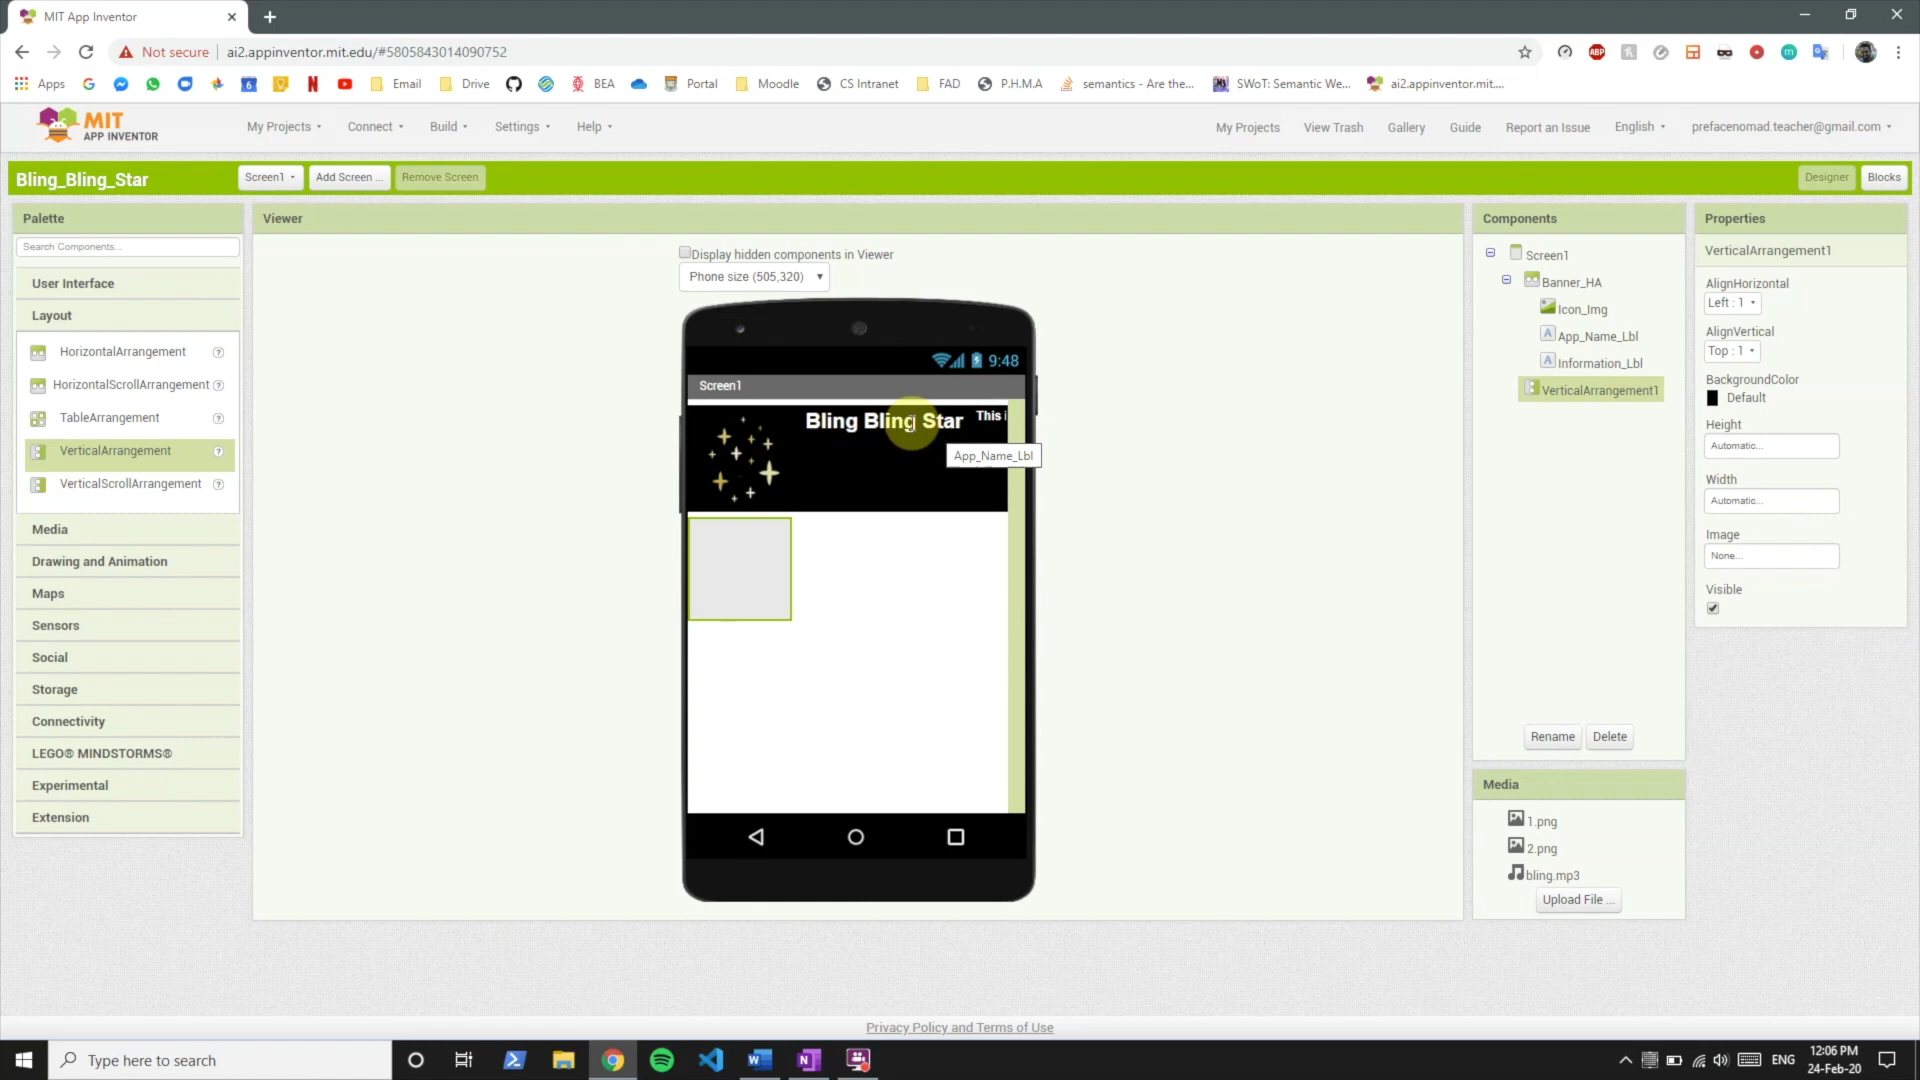 MIT App Inventor
Not secure
ai2.appinventor.mit.edu/#5805843014090752
ABP
Apps
Email
Drive
BEA
Portal
Moodle
CS Intranet
FAD
P.H.M.A
semantics - Are the...
SWoT: Semantic We...
ai2.appinventor.mit....
MIT
APP INVENTOR
My Projects
Connect
Build
Settings
Help
My Projects
View Trash
Gallery
Guide
Report an Issue
English
prefacenomad.teacher@gmail.com
Bling_Bling_Star
Screen1
Add Screen ...
Remove Screen
Designer
Blocks
Palette
Search Components...
User Interface
Layout
HorizontalArrangement
HorizontalScrollArrangement
TableArrangement
VerticalArrangement
VerticalScrollArrangement
Media
Drawing and Animation
Maps
Sensors
Social
Storage
Connectivity
LEGO® MINDSTORMS®
Experimental
Extension
Viewer
Display hidden components in Viewer
Phone size (505,320)
9:48
Screen1
Bling Bling Star
This i
App_Name_Lbl
Components
Screen1
Banner_HA
Icon_Img
App_Name_Lbl
Information_Lbl
VerticalArrangement1
Rename
Delete
Media
1.png
2.png
bling.mp3
Upload File ...
Properties
VerticalArrangement1
AlignHorizontal
Left : 1
AlignVertical
Top : 1
BackgroundColor
Default
Height
Automatic...
Width
Automatic...
Image
None...
Visible
Privacy Policy and Terms of Use
Type here to search
ENG
12:06 PM
24-Feb-20